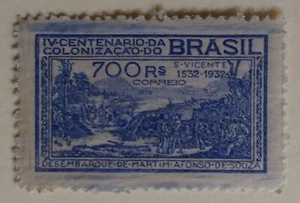 IV·CENTENARIO·DA
COLONIZAÇÃO·DO
BRASIL
700 Rs
CORREIO
S·VICENTE
1532·1932
DESEMBARQUE·DE·MARTIM·AFONSO·DE·SOUZA